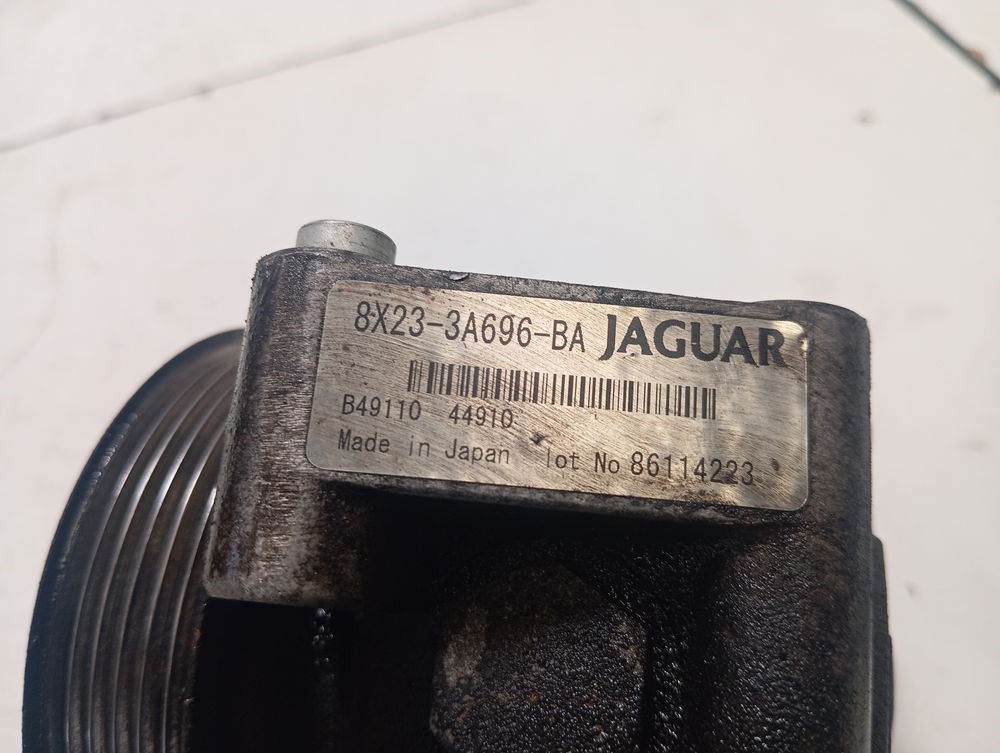 8X23-3A696-BA JAGUAR
B49110 44910
Made in Japan lot No 86114223